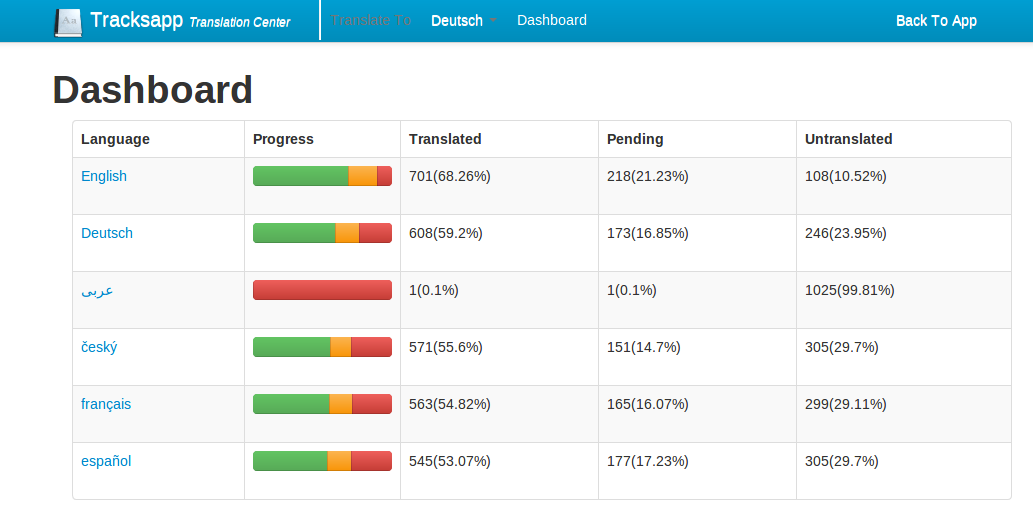 Aa Tracksapp Translation Center Translate To Deutsch Dashboard Back To App
Dashboard
Language Progress Translated Pending Untranslated
English 701(68.26%) 218(21.23%) 108(10.52%)
Deutsch 608(59.2%) 173(16.85%) 246(23.95%)
عربى 1(0.1%) 1(0.1%) 1025(99.81%)
český 571(55.6%) 151(14.7%) 305(29.7%)
français 563(54.82%) 165(16.07%) 299(29.11%)
español 545(53.07%) 177(17.23%) 305(29.7%)